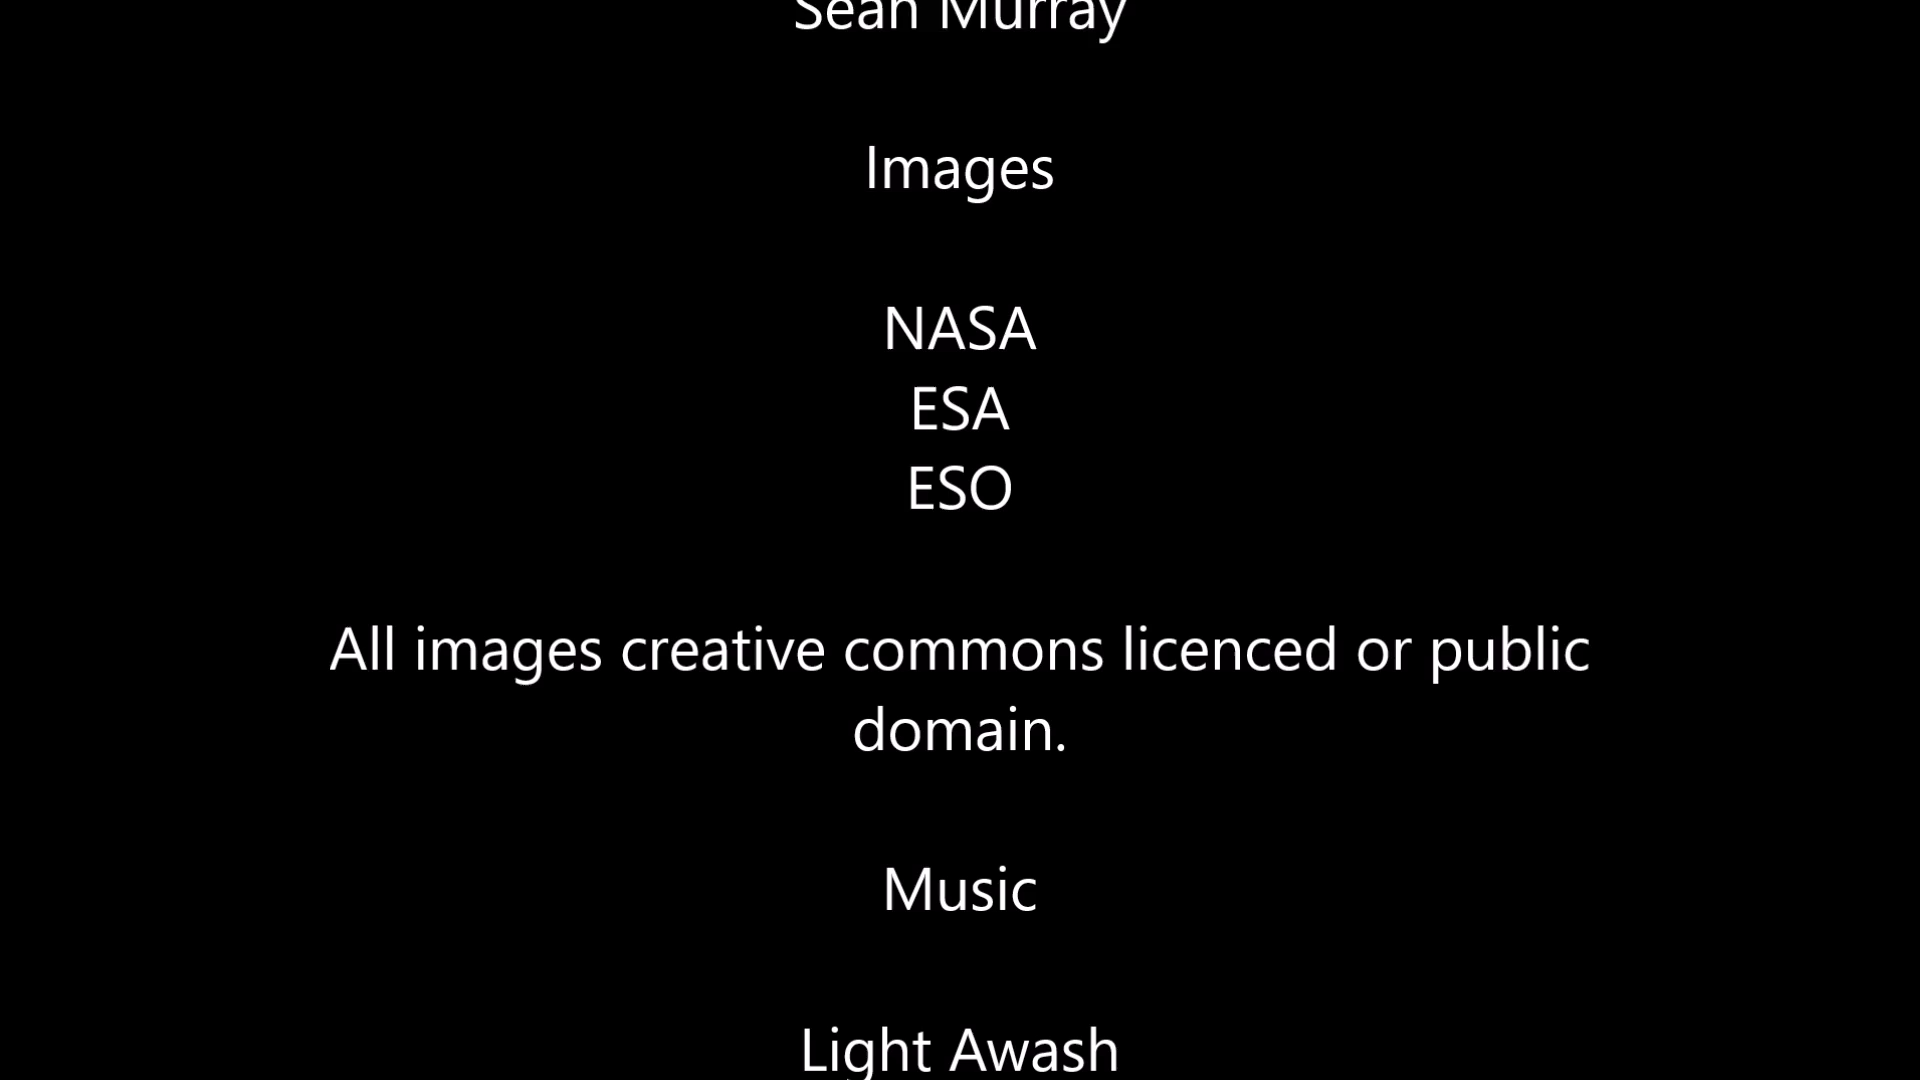 Sean Murray
Images
NASA
ESA
ESO
All images creative commons licenced or public
domain.
Music
Light Awash